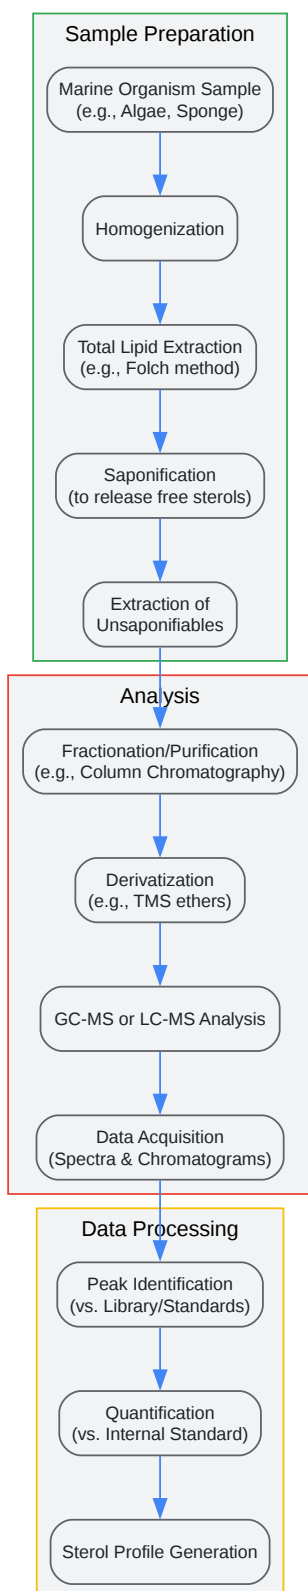 Sample Preparation
Marine Organism Sample
(e.g., Algae, Sponge)
Homogenization
Total Lipid Extraction
(e.g., Folch method)
Saponification
(to release free sterols)
Extraction of
Unsaponifiables
Analysis
Fractionation/Purification
(e.g., Column Chromatography)
Derivatization
(e.g., TMS ethers)
GC-MS or LC-MS Analysis
Data Acquisition
(Spectra & Chromatograms)
Data Processing
Peak Identification
(vs. Library/Standards)
Quantification
(vs. Internal Standard)
Sterol Profile Generation